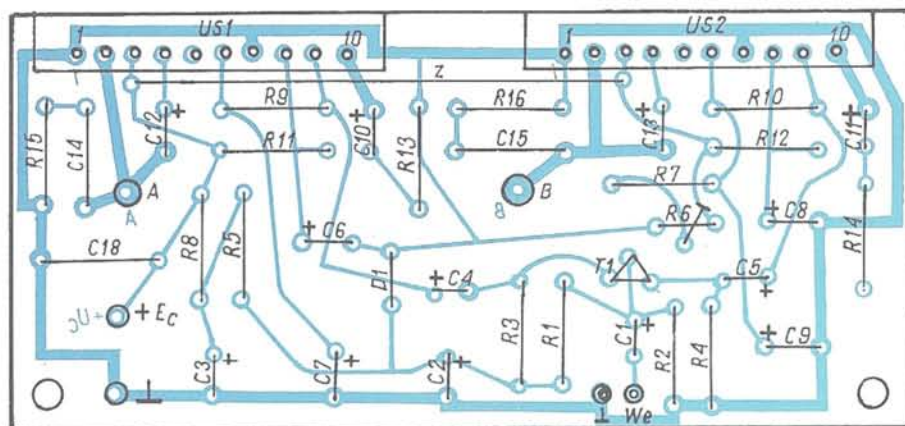 US1 US2
1 10 1 10
Z
R9 R16 R10
R15 C14 C12 + R11 + C10 R13 C15 + C13 R12 + C11
A B R7
A B
R6 T C8 + R14
+ C6
C18 R8 R5 D1 + C4 T1 C5 +
+Uc + Ec
R3 R1 C1 + R2 R4 + C9
C3 + C7 + C2 +
⊥ ⊥ We